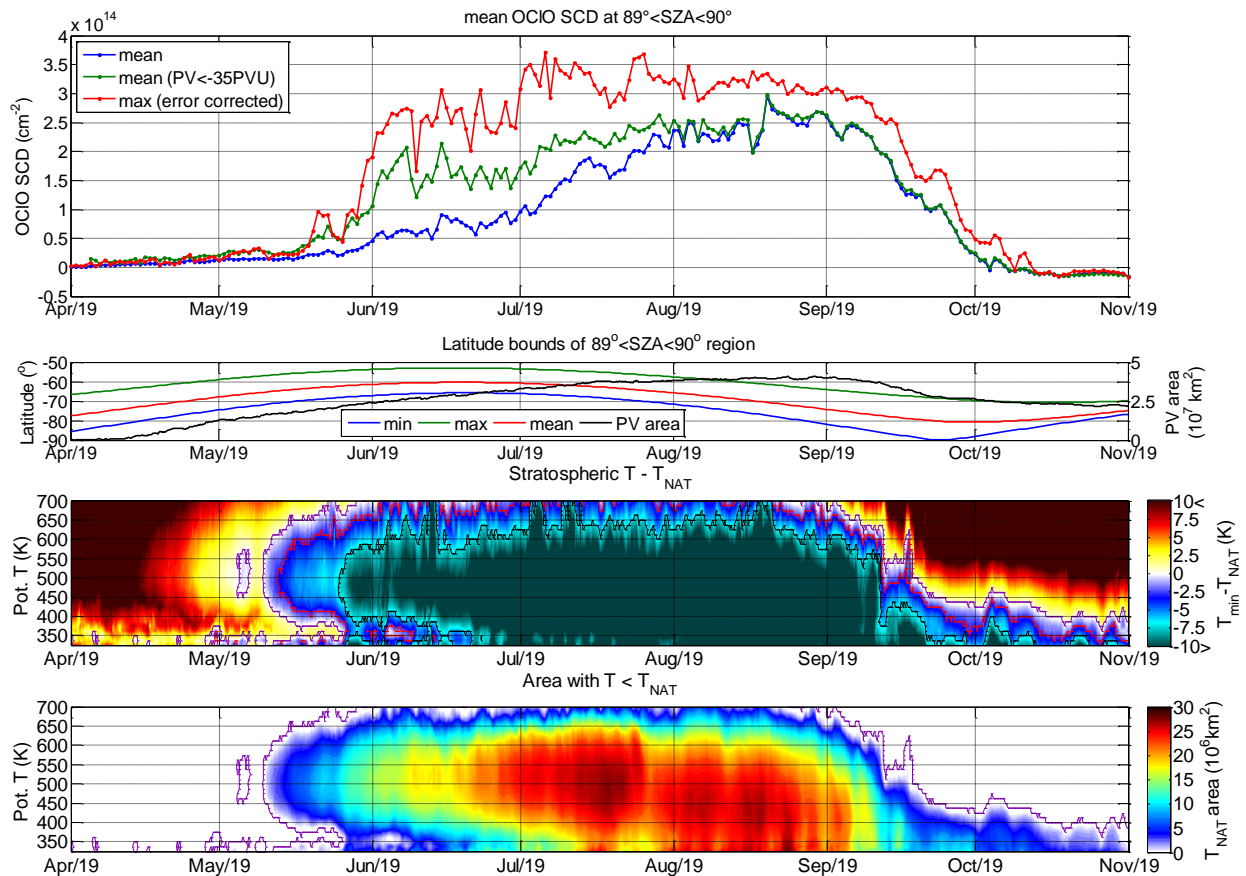 mean OClO SCD at 89°<SZA<90°
x 10^14
OClO SCD (cm^-2)
4
3.5
3
2.5
2
1.5
1
0.5
0
-0.5
mean
mean (PV<-35PVU)
max (error corrected)
Apr/19 May/19 Jun/19 Jul/19 Aug/19 Sep/19 Oct/19 Nov/19
Latitude bounds of 89°<SZA<90° region
Latitude (°)
-50
-60
-70
-80
-90
min max mean PV area
5
2.5
0
PV area
(10^7 km^2)
Apr/19 May/19 Jun/19 Jul/19 Aug/19 Sep/19 Oct/19 Nov/19
Stratospheric T - T_NAT
Pot. T (K)
700
650
600
550
500
450
400
350
10<
7.5
5
2.5
0
-2.5
-5
-7.5
-10>
T_min-T_NAT (K)
Apr/19 May/19 Jun/19 Jul/19 Aug/19 Sep/19 Oct/19 Nov/19
Area with T < T_NAT
Pot. T (K)
700
650
600
550
500
450
400
350
30
25
20
15
10
5
0
T_NAT area (10^6 km^2)
Apr/19 May/19 Jun/19 Jul/19 Aug/19 Sep/19 Oct/19 Nov/19